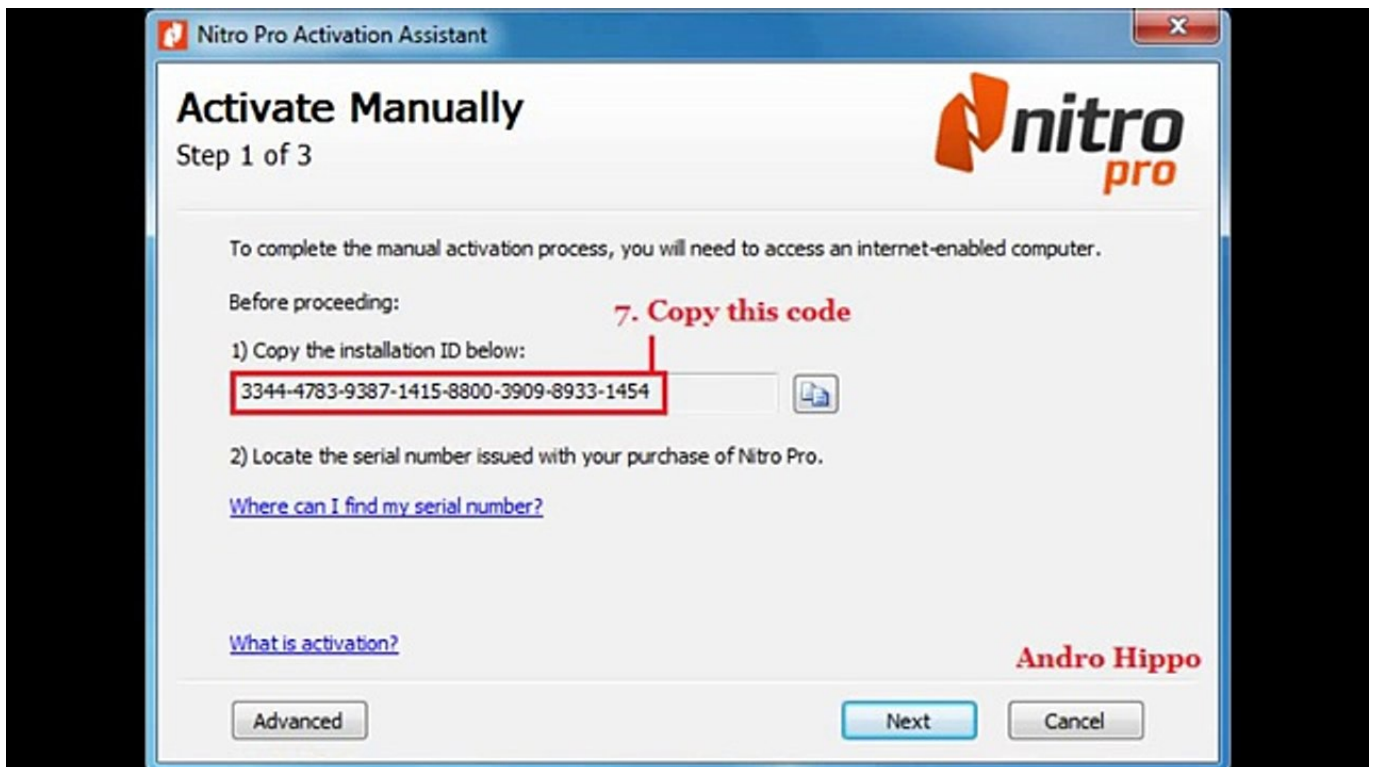 Nitro Pro Activation Assistant
Activate Manually
Step 1 of 3
nitro
pro
To complete the manual activation process, you will need to access an internet-enabled computer.
Before proceeding:
7. Copy this code
1) Copy the installation ID below:
3344-4783-9387-1415-8800-3909-8933-1454
2) Locate the serial number issued with your purchase of Nitro Pro.
Where can I find my serial number?
What is activation?
Andro Hippo
Advanced
Next
Cancel